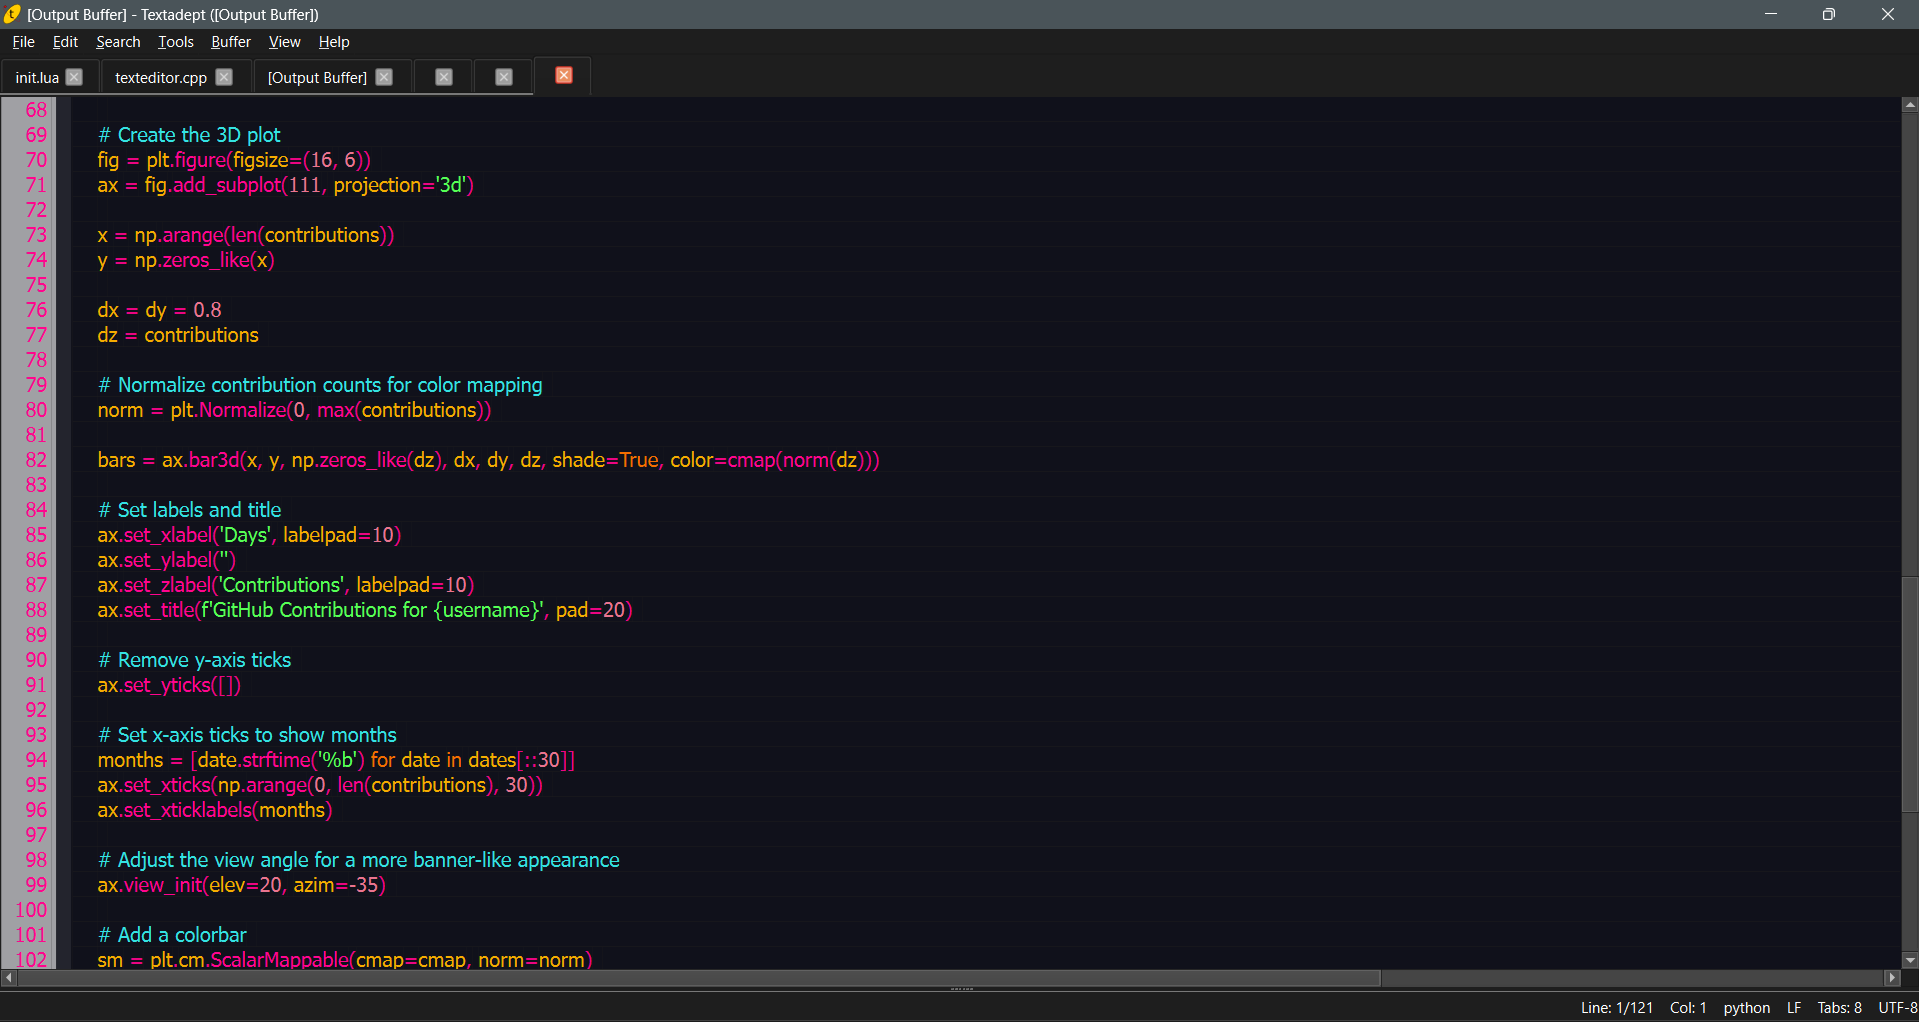 [Output Buffer] - Textadept ([Output Buffer])
File Edit Search Tools Buffer View Help
init.lua texteditor.cpp [Output Buffer]
68
69 # Create the 3D plot
70 fig = plt.figure(figsize=(16, 6))
71 ax = fig.add_subplot(111, projection='3d')
72
73 x = np.arange(len(contributions))
74 y = np.zeros_like(x)
75
76 dx = dy = 0.8
77 dz = contributions
78
79 # Normalize contribution counts for color mapping
80 norm = plt.Normalize(0, max(contributions))
81
82 bars = ax.bar3d(x, y, np.zeros_like(dz), dx, dy, dz, shade=True, color=cmap(norm(dz)))
83
84 # Set labels and title
85 ax.set_xlabel('Days', labelpad=10)
86 ax.set_ylabel('')
87 ax.set_zlabel('Contributions', labelpad=10)
88 ax.set_title(f'GitHub Contributions for {username}', pad=20)
89
90 # Remove y-axis ticks
91 ax.set_yticks([])
92
93 # Set x-axis ticks to show months
94 months = [date.strftime('%b') for date in dates[::30]]
95 ax.set_xticks(np.arange(0, len(contributions), 30))
96 ax.set_xticklabels(months)
97
98 # Adjust the view angle for a more banner-like appearance
99 ax.view_init(elev=20, azim=-35)
100
101 # Add a colorbar
102 sm = plt.cm.ScalarMappable(cmap=cmap, norm=norm)
Line: 1/121 Col: 1 python LF Tabs: 8 UTF-8